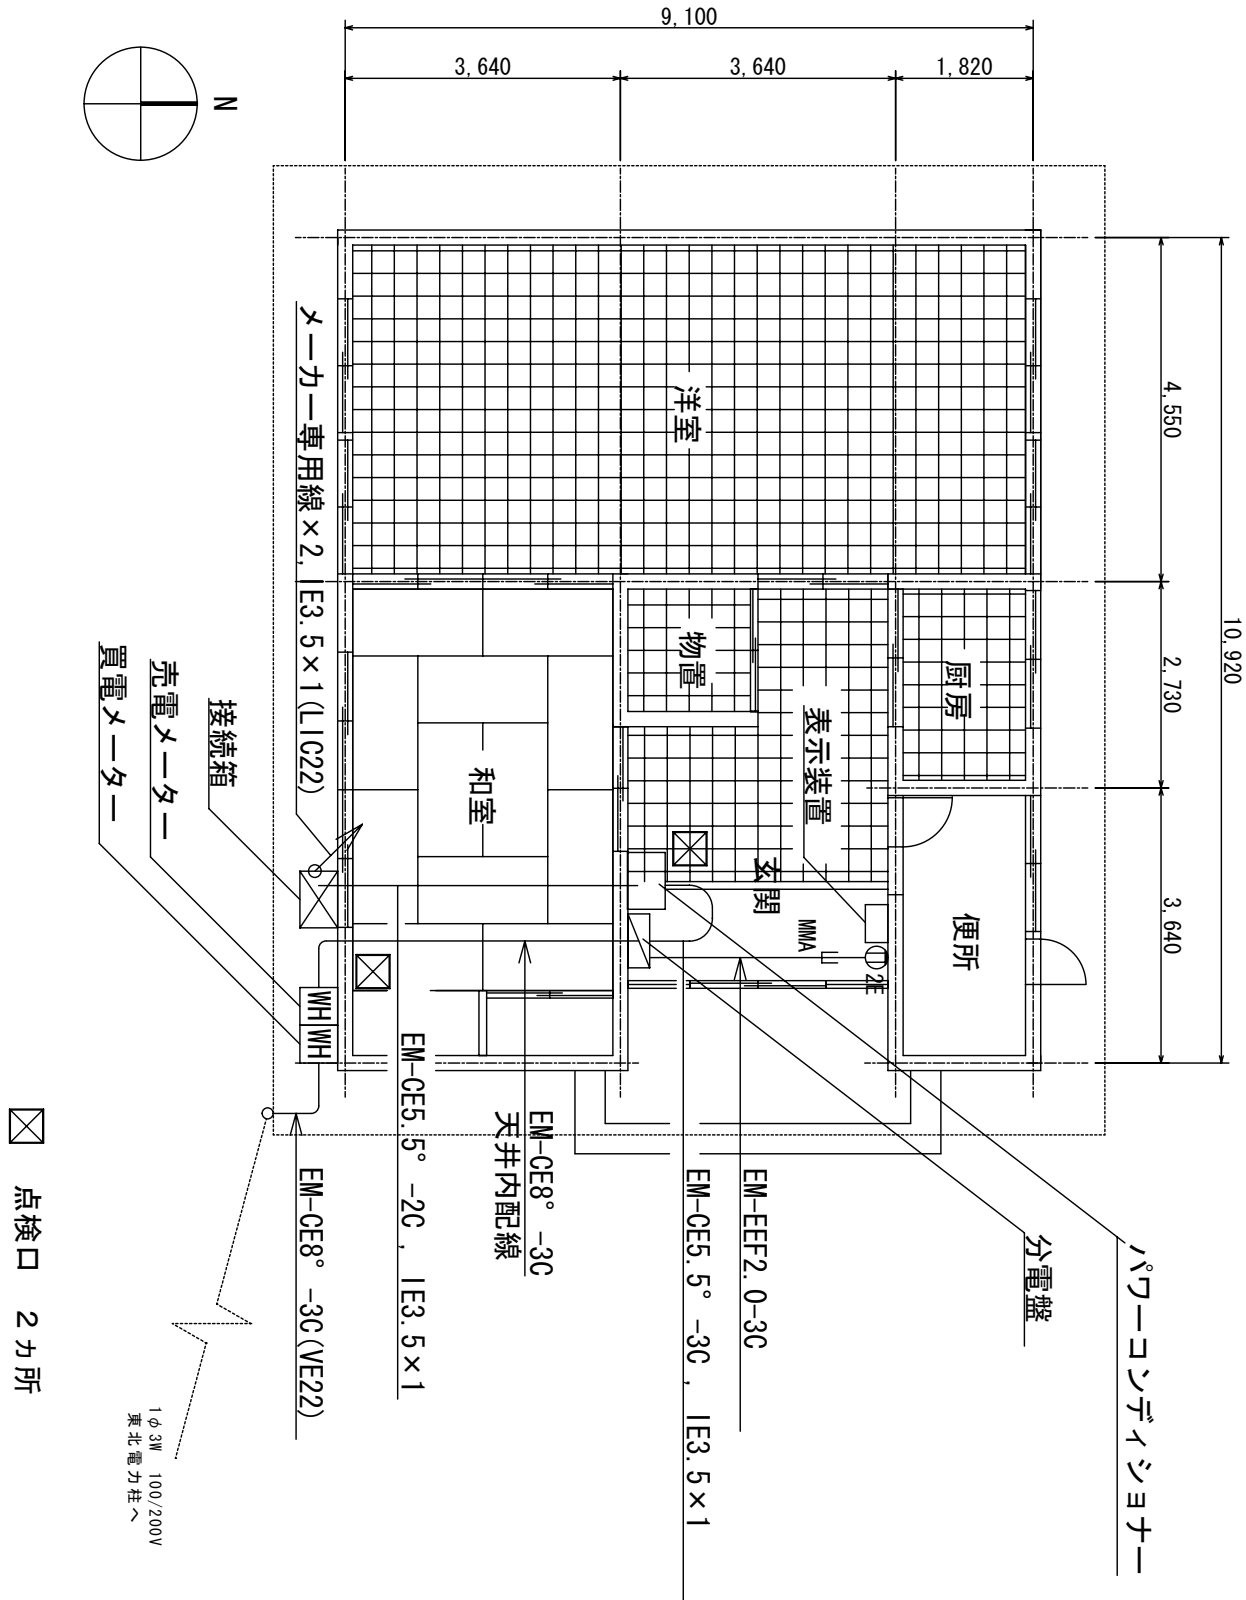 9,100
3,640
3,640
1,820
N
4,550
10,920
2,730
3,640
洋室
物置
厨房
和室
表示装置
玄関
便所
MMA
2E
メーカー専用線×2, IE3.5×1(LIC22)
接続箱
売電メーター
買電メーター
WH
WH
EM-CE5.5° -2C , IE3.5×1
EM-CE8° -3C
天井内配線
EM-CE5.5° -3C , IE3.5×1
EM-EEF2.0-3C
分電盤
パワーコンディショナー
EM-CE8° -3C(VE22)
1φ3W 100/200V
東北電力柱へ
点検口 2カ所